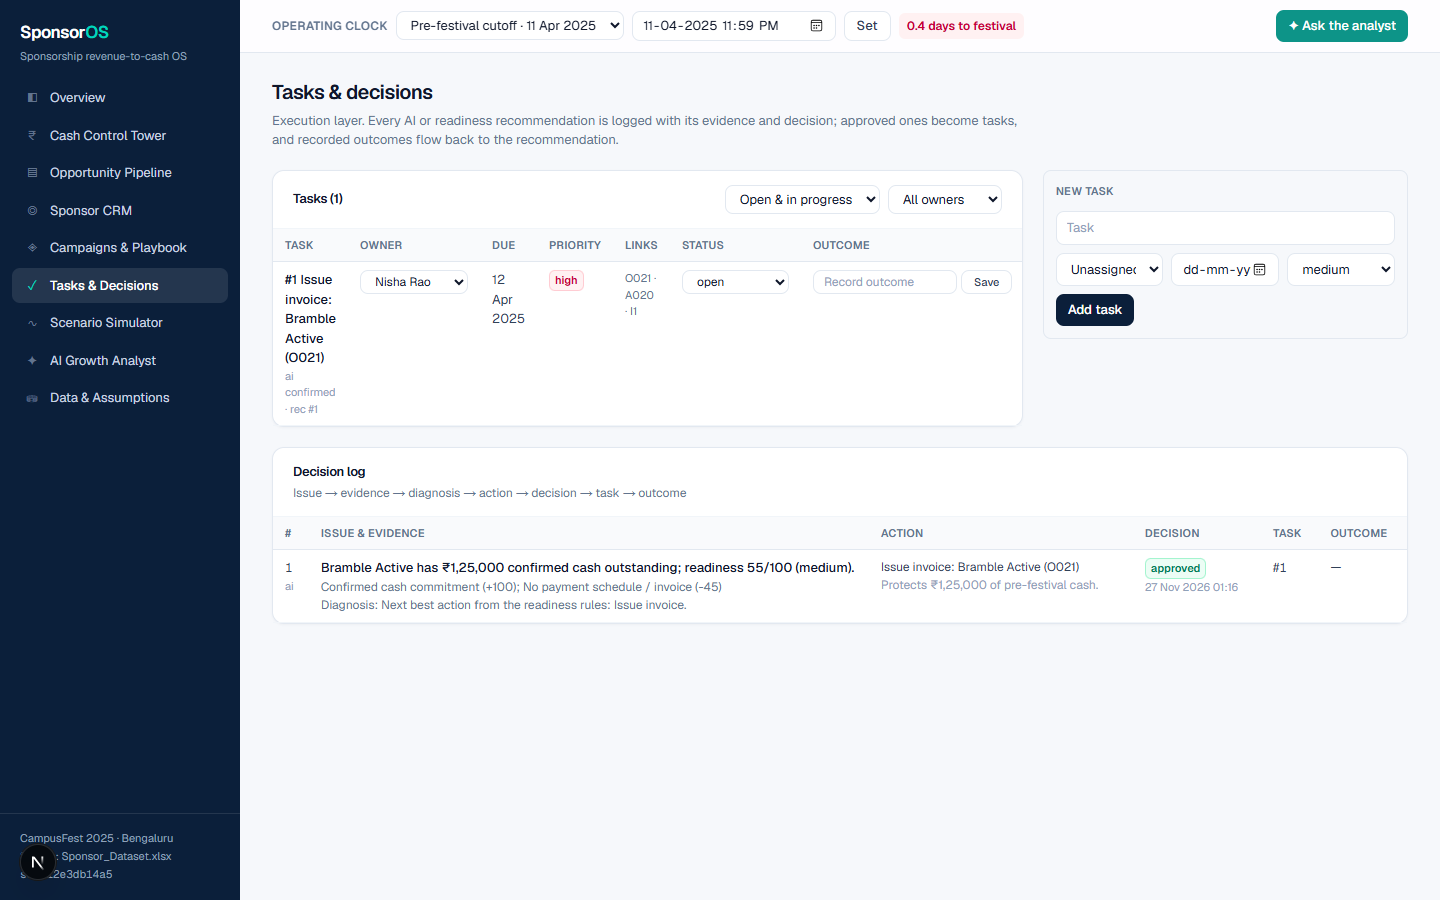 SponsorOS
Sponsorship revenue-to-cash OS
Overview
Cash Control Tower
Opportunity Pipeline
Sponsor CRM
Campaigns & Playbook
Tasks & Decisions
Scenario Simulator
AI Growth Analyst
Data & Assumptions
CampusFest 2025 · Bengaluru
: Sponsor_Dataset.xlsx
2e3db14a5
N
OPERATING CLOCK
Pre-festival cutoff · 11 Apr 2025
11-04-2025 11:59 PM
Set
0.4 days to festival
✦ Ask the analyst
Tasks & decisions
Execution layer. Every AI or readiness recommendation is logged with its evidence and decision; approved ones become tasks,
and recorded outcomes flow back to the recommendation.
Tasks (1)
Open & in progress
All owners
TASK OWNER DUE PRIORITY LINKS STATUS OUTCOME
#1 Issue
invoice:
Bramble
Active
(O021)
ai
confirmed
· rec #1
Nisha Rao
12
Apr
2025
high
O021 ·
A020
· I1
open
Record outcome
Save
NEW TASK
Task
Unassigned
dd-mm-yy
medium
Add task
Decision log
Issue → evidence → diagnosis → action → decision → task → outcome
# ISSUE & EVIDENCE ACTION DECISION TASK OUTCOME
1
ai
Bramble Active has ₹1,25,000 confirmed cash outstanding; readiness 55/100 (medium).
Confirmed cash commitment (+100); No payment schedule / invoice (-45)
Diagnosis: Next best action from the readiness rules: Issue invoice.
Issue invoice: Bramble Active (O021)
Protects ₹1,25,000 of pre-festival cash.
approved
27 Nov 2026 01:16
#1
—